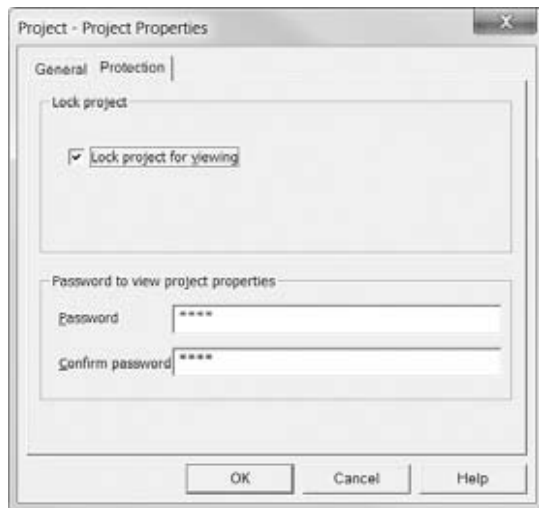 Project - Project Properties
General Protection
Lock project
Lock project for viewing
Password to view project properties
Password ****
Confirm password ****
OK Cancel Help